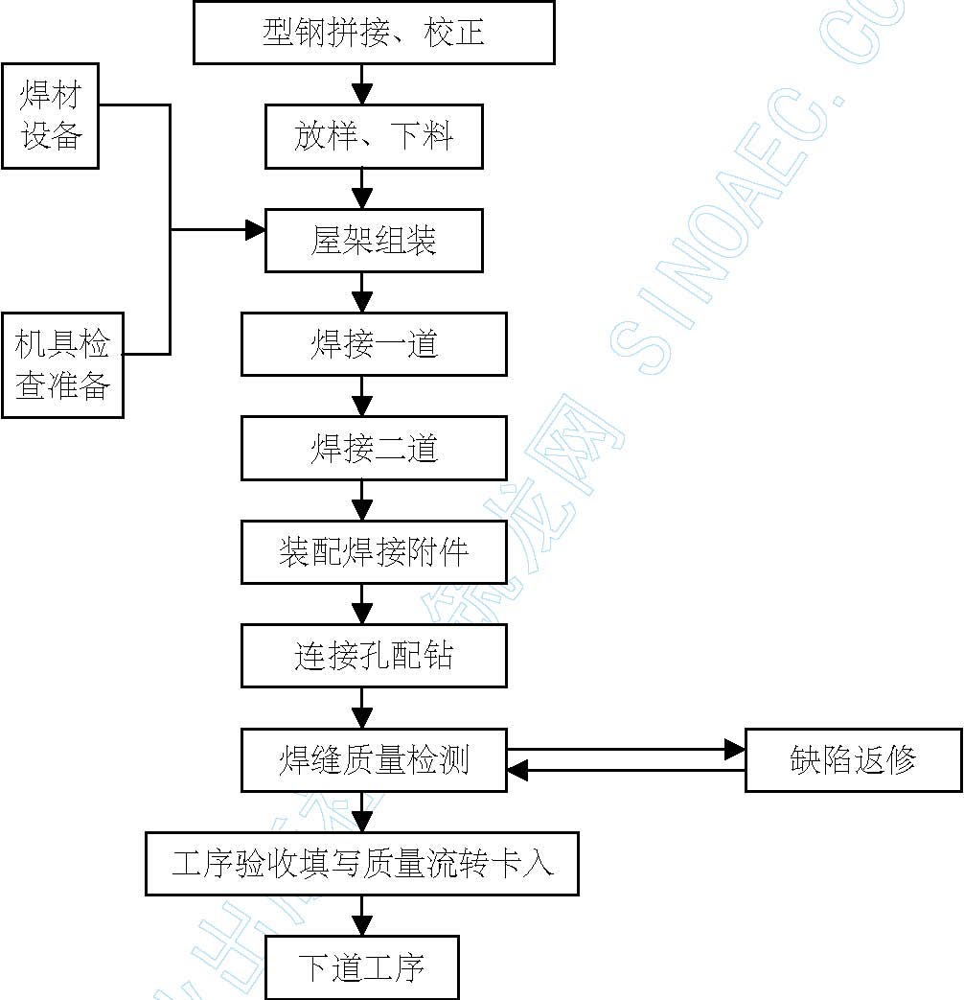 型钢拼接、校正
焊材
设备
放样、下料
屋架组装
机具检
查准备
焊接一道
焊接二道
装配焊接附件
连接孔配钻
焊缝质量检测
缺陷返修
工序验收填写质量流转卡入
下道工序
筑龙网 SINOAEC.CO